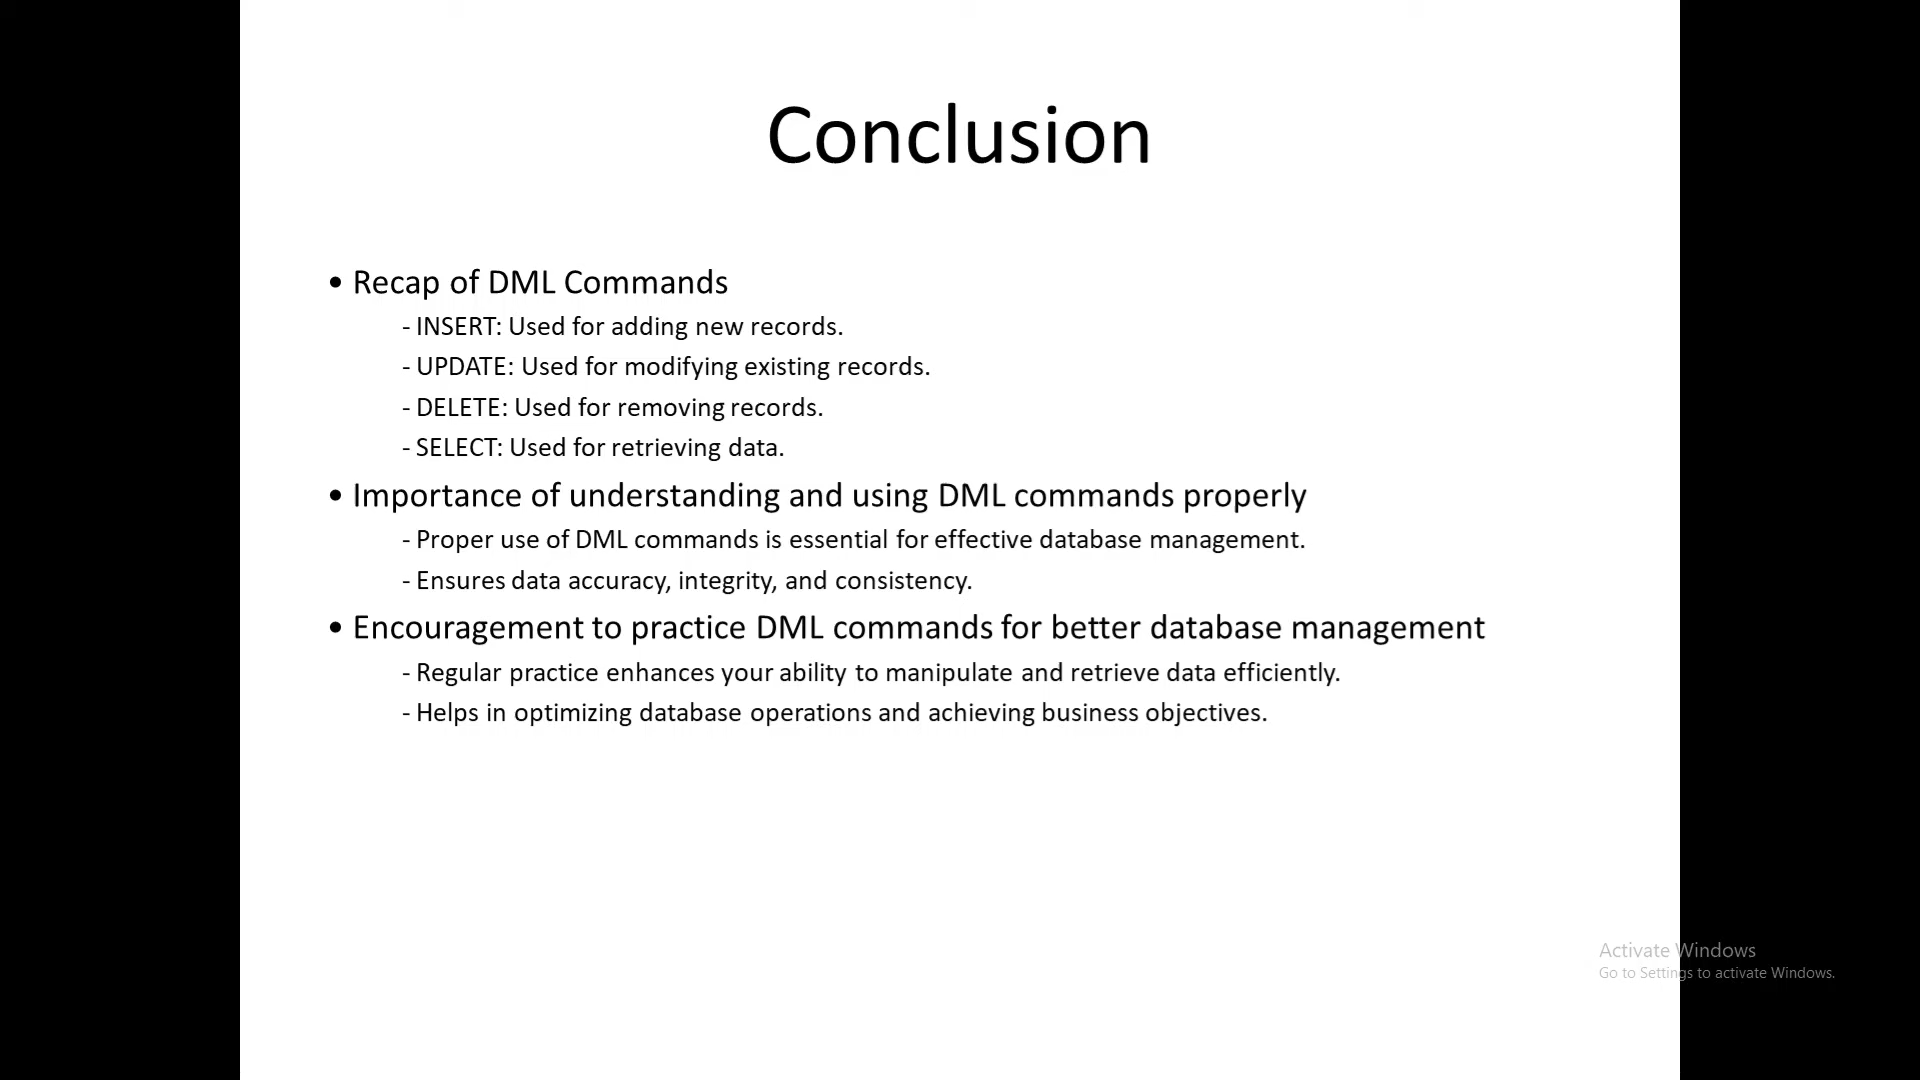 Conclusion
• Recap of DML Commands
- INSERT: Used for adding new records.
- UPDATE: Used for modifying existing records.
- DELETE: Used for removing records.
- SELECT: Used for retrieving data.
• Importance of understanding and using DML commands properly
- Proper use of DML commands is essential for effective database management.
- Ensures data accuracy, integrity, and consistency.
• Encouragement to practice DML commands for better database management
- Regular practice enhances your ability to manipulate and retrieve data efficiently.
- Helps in optimizing database operations and achieving business objectives.
Activate Windows
Go to Settings to activate Windows.